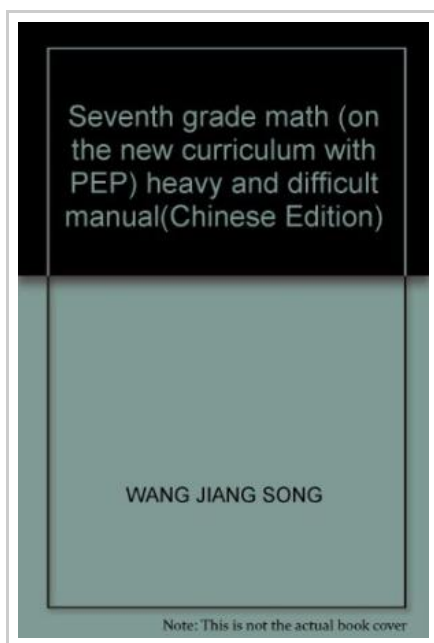 Seventh grade math (on
the new curriculum with
PEP) heavy and difficult
manual(Chinese Edition)
WANG JIANG SONG
Note: This is not the actual book cover